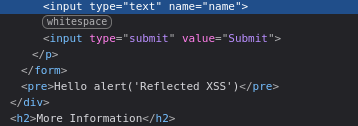 <input type="text" name="name">
whitespace
<input type="submit" value="Submit">
</p>
</form>
<pre>Hello alert('Reflected XSS')</pre>
</div>
<h2>More Information</h2>